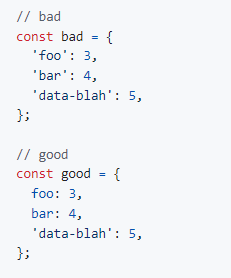 // bad
const bad = {
  'foo': 3,
  'bar': 4,
  'data-blah': 5,
};

// good
const good = {
  foo: 3,
  bar: 4,
  'data-blah': 5,
};